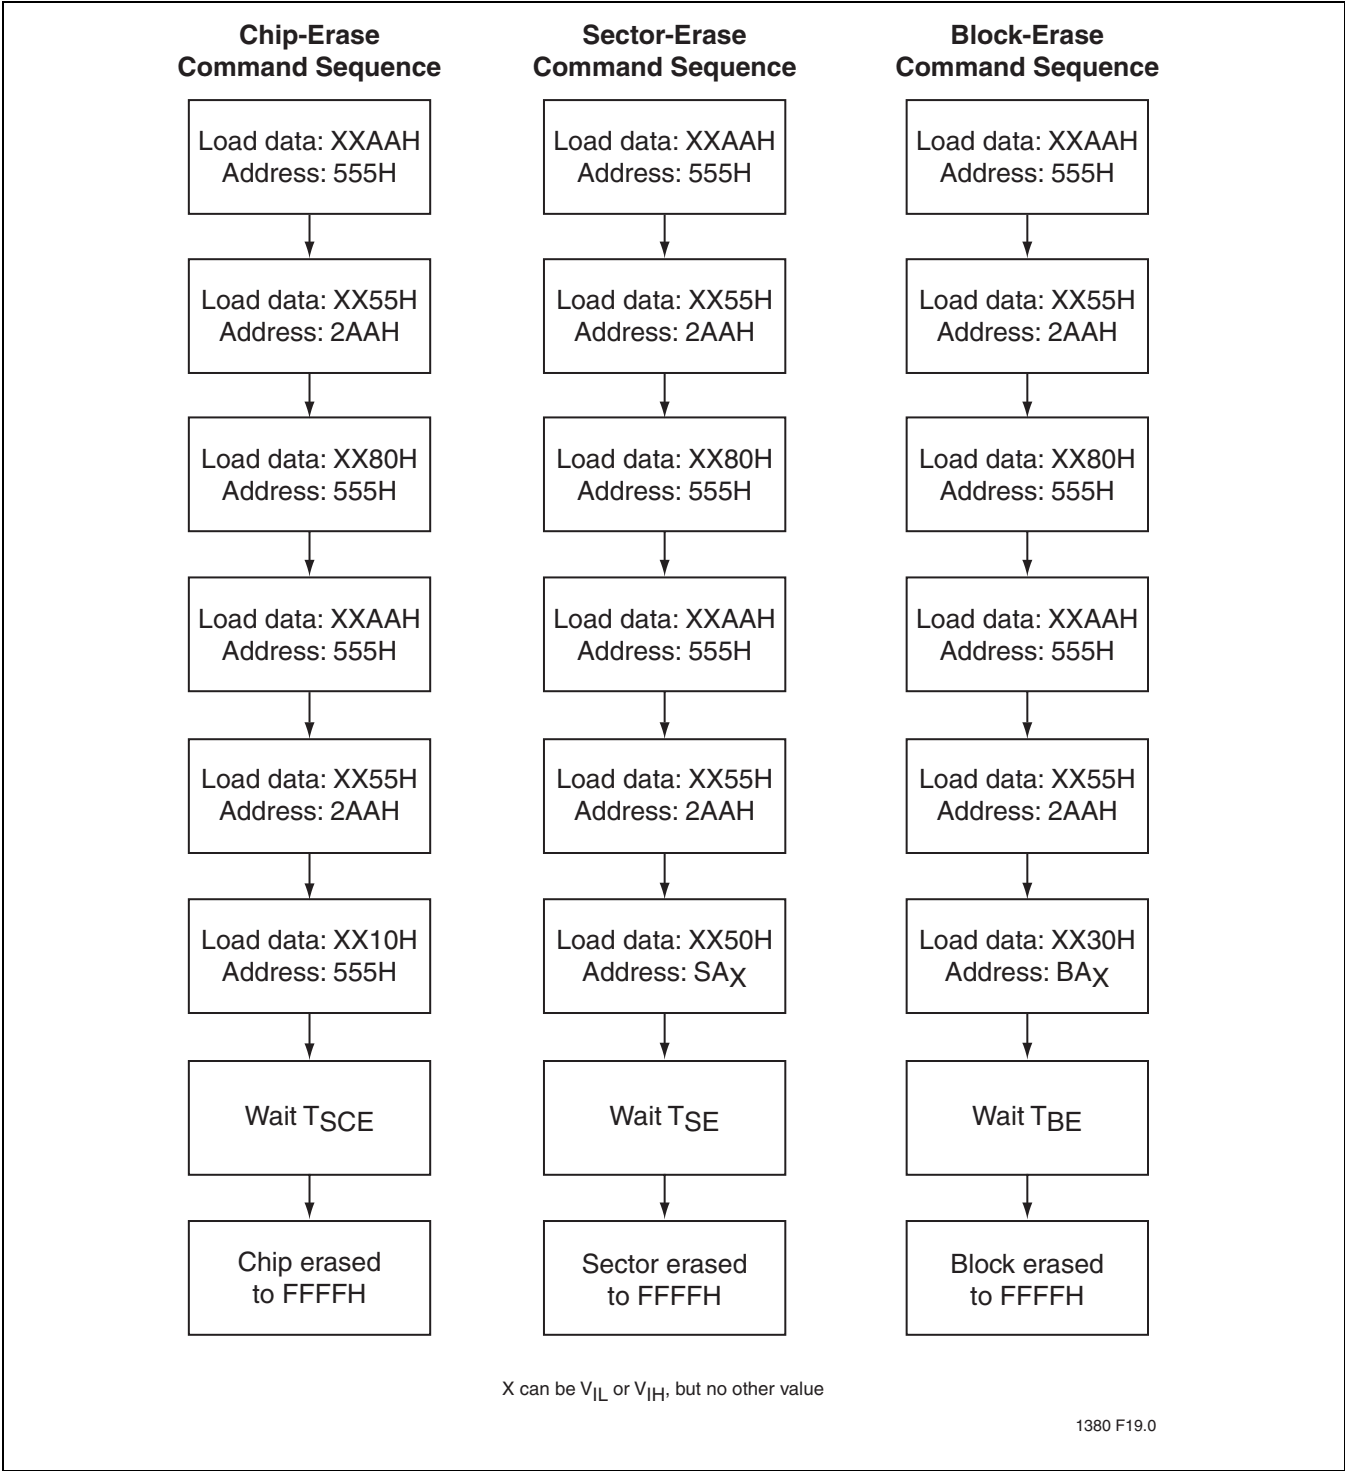 Chip-Erase
Command Sequence
Load data: XXAAH
Address: 555H
Load data: XX55H
Address: 2AAH
Load data: XX80H
Address: 555H
Load data: XXAAH
Address: 555H
Load data: XX55H
Address: 2AAH
Load data: XX10H
Address: 555H
Wait TSCE
Chip erased
to FFFFH
Sector-Erase
Command Sequence
Load data: XXAAH
Address: 555H
Load data: XX55H
Address: 2AAH
Load data: XX80H
Address: 555H
Load data: XXAAH
Address: 555H
Load data: XX55H
Address: 2AAH
Load data: XX50H
Address: SAX
Wait TSE
Sector erased
to FFFFH
Block-Erase
Command Sequence
Load data: XXAAH
Address: 555H
Load data: XX55H
Address: 2AAH
Load data: XX80H
Address: 555H
Load data: XXAAH
Address: 555H
Load data: XX55H
Address: 2AAH
Load data: XX30H
Address: BAX
Wait TBE
Block erased
to FFFFH
X can be VIL or VIH, but no other value
1380 F19.0